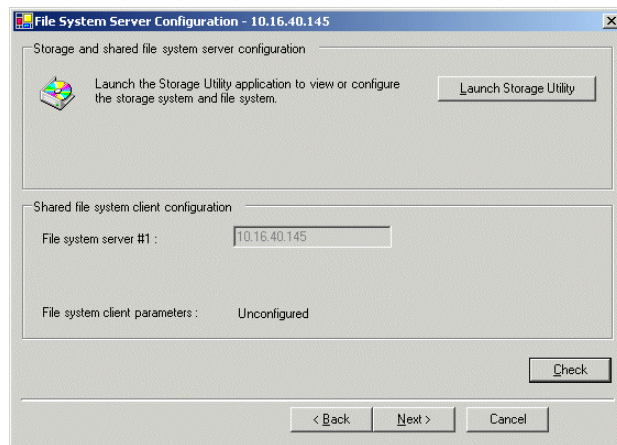 File System Server Configuration - 10.16.40.145
Storage and shared file system server configuration
Launch the Storage Utility application to view or configure
the storage system and file system.
Launch Storage Utility
Shared file system client configuration
File system server #1 :
10.16.40.145
File system client parameters :
Unconfigured
Check
< Back
Next >
Cancel